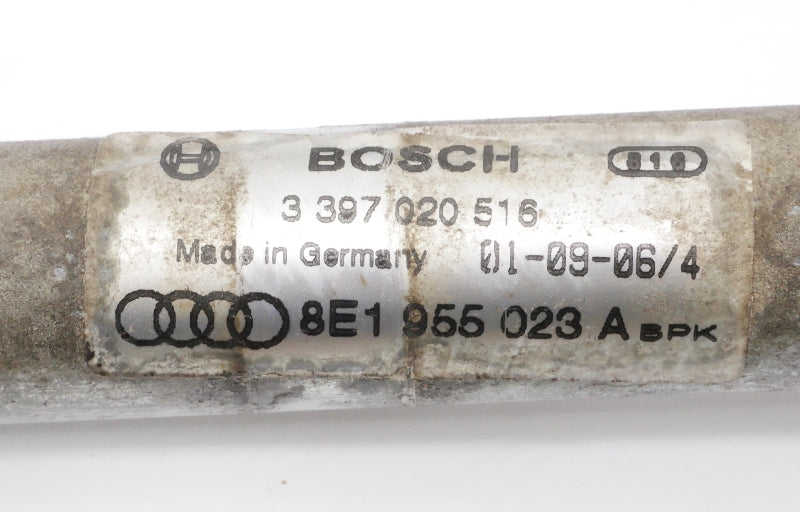 BOSCH 816
3 397 020 516
Made in Germany 01-09-06/4
8E1 955 023 A BPK